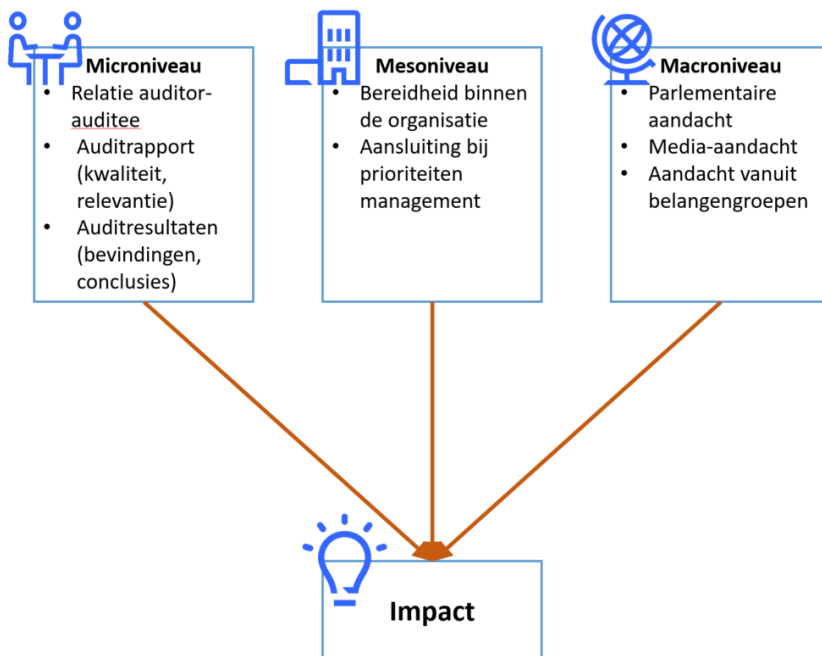 Microniveau
• Relatie auditor-
auditee
• Auditrapport
(kwaliteit,
relevantie)
• Auditresultaten
(bevindingen,
conclusies)
Mesoniveau
• Bereidheid binnen
de organisatie
• Aansluiting bij
prioriteiten
management
Macroniveau
• Parlementaire
aandacht
• Media-aandacht
• Aandacht vanuit
belangengroepen
Impact